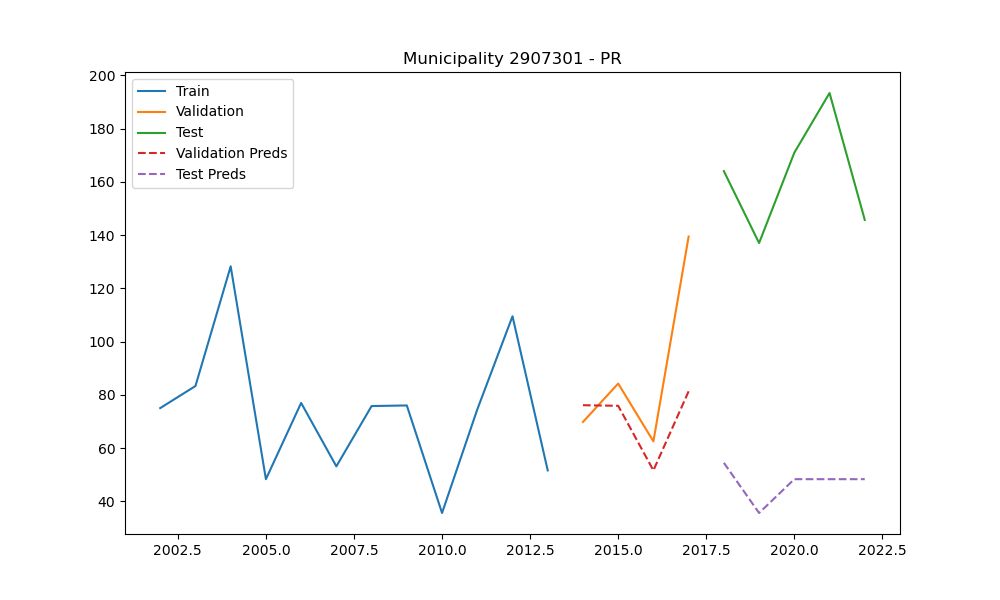 Municipality 2907301 - PR
Train
Validation
Test
Validation Preds
Test Preds
200
180
160
140
120
100
80
60
40
2002.5 2005.0 2007.5 2010.0 2012.5 2015.0 2017.5 2020.0 2022.5